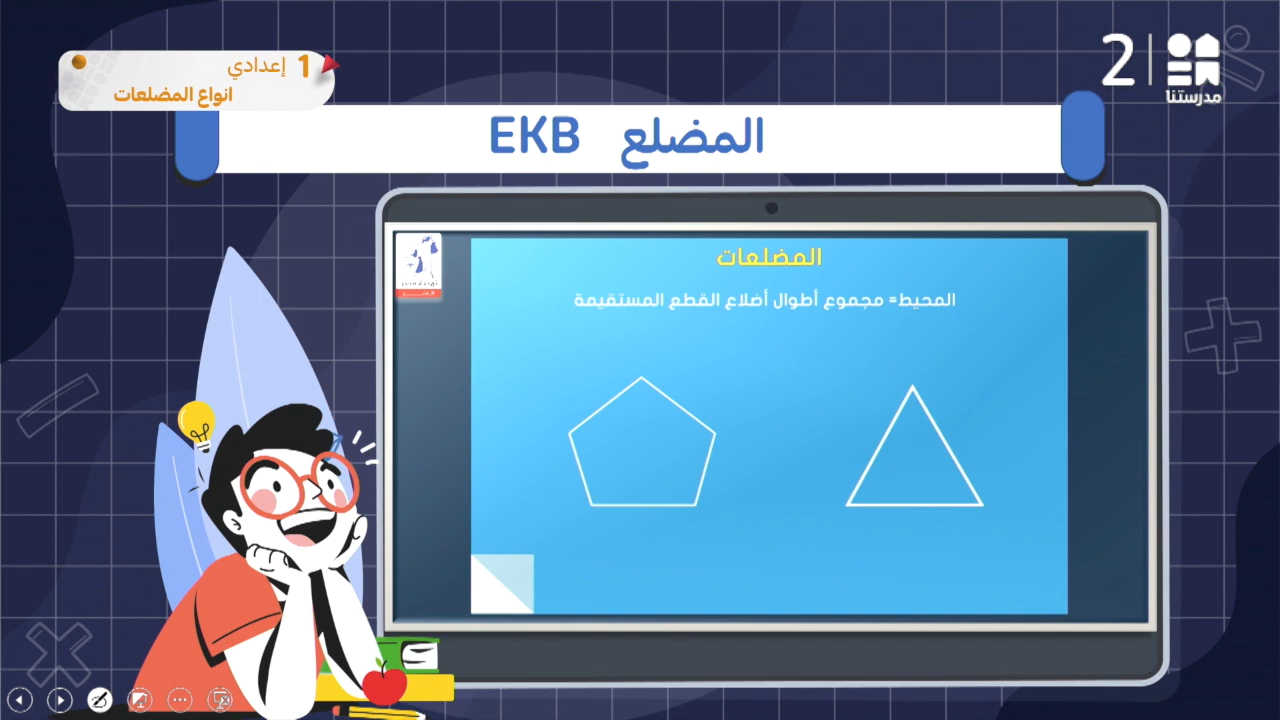 1 إعدادي
انواع المضلعات
2
مدرستنا
المضلع EKB
المضلعات
المحيط= مجموع أطوال أضلاع القطع المستقيمة